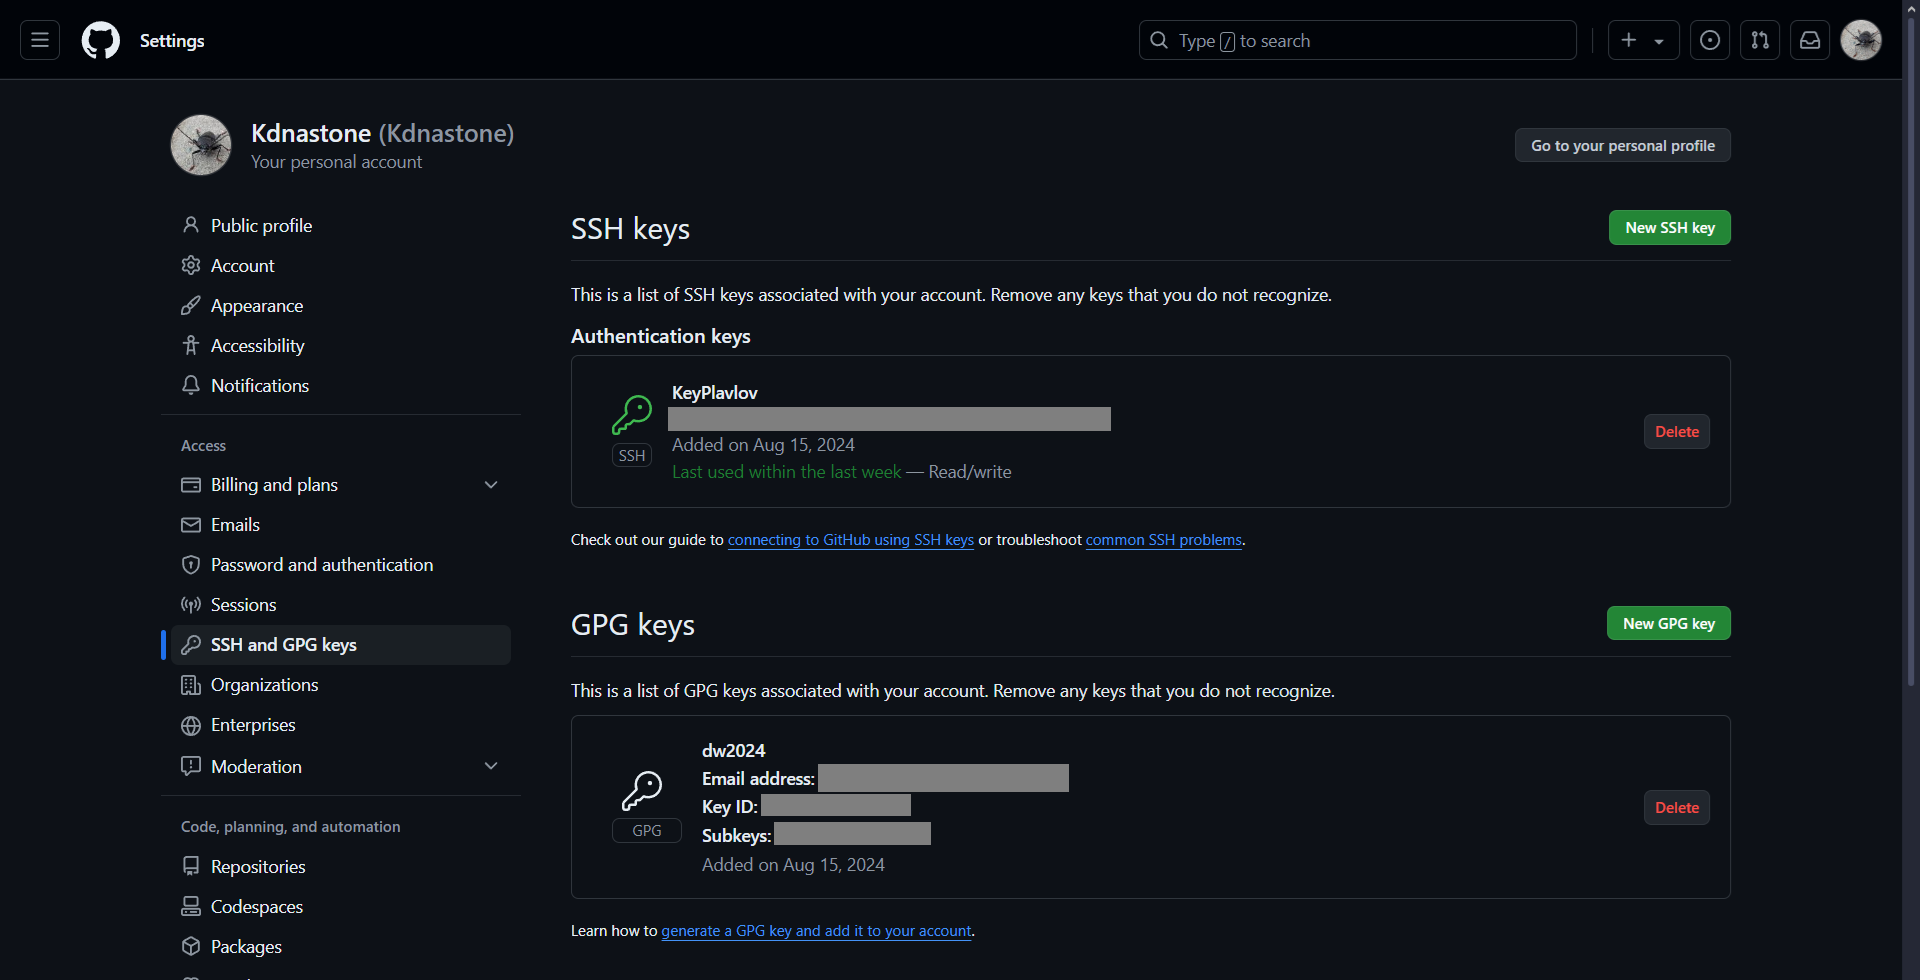 Settings
Type / to search
Kdnastone (Kdnastone)
Your personal account
Go to your personal profile
Public profile
Account
Appearance
Accessibility
Notifications
Access
Billing and plans
Emails
Password and authentication
Sessions
SSH and GPG keys
Organizations
Enterprises
Moderation
Code, planning, and automation
Repositories
Codespaces
Packages
SSH keys
New SSH key
This is a list of SSH keys associated with your account. Remove any keys that you do not recognize.
Authentication keys
KeyPlavlov
SSH
Added on Aug 15, 2024
Last used within the last week — Read/write
Delete
Check out our guide to connecting to GitHub using SSH keys or troubleshoot common SSH problems.
GPG keys
New GPG key
This is a list of GPG keys associated with your account. Remove any keys that you do not recognize.
dw2024
Email address:
Key ID:
GPG
Subkeys:
Added on Aug 15, 2024
Delete
Learn how to generate a GPG key and add it to your account.